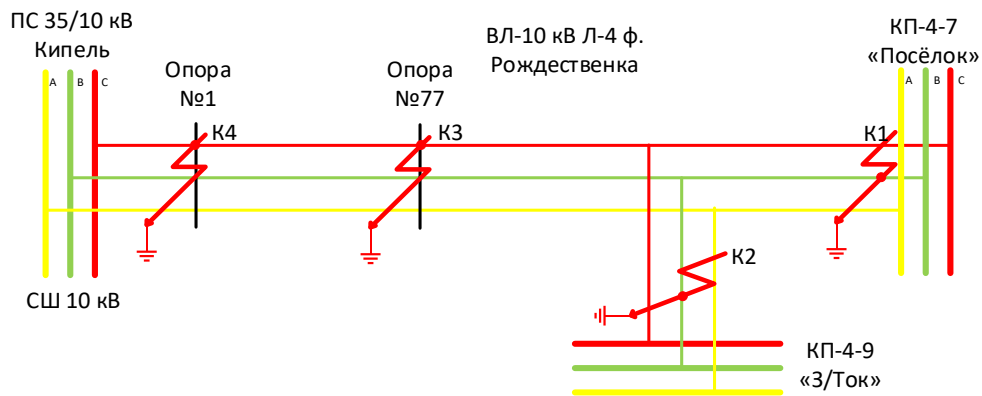 ПС 35/10 кВ
Кипель
ВЛ-10 кВ Л-4 ф.
Рождественка
КП-4-7
«Посёлок»
Опора
№1
Опора
№77
A B C
A B C
К4
К3
К1
К2
СШ 10 кВ
КП-4-9
«З/Ток»